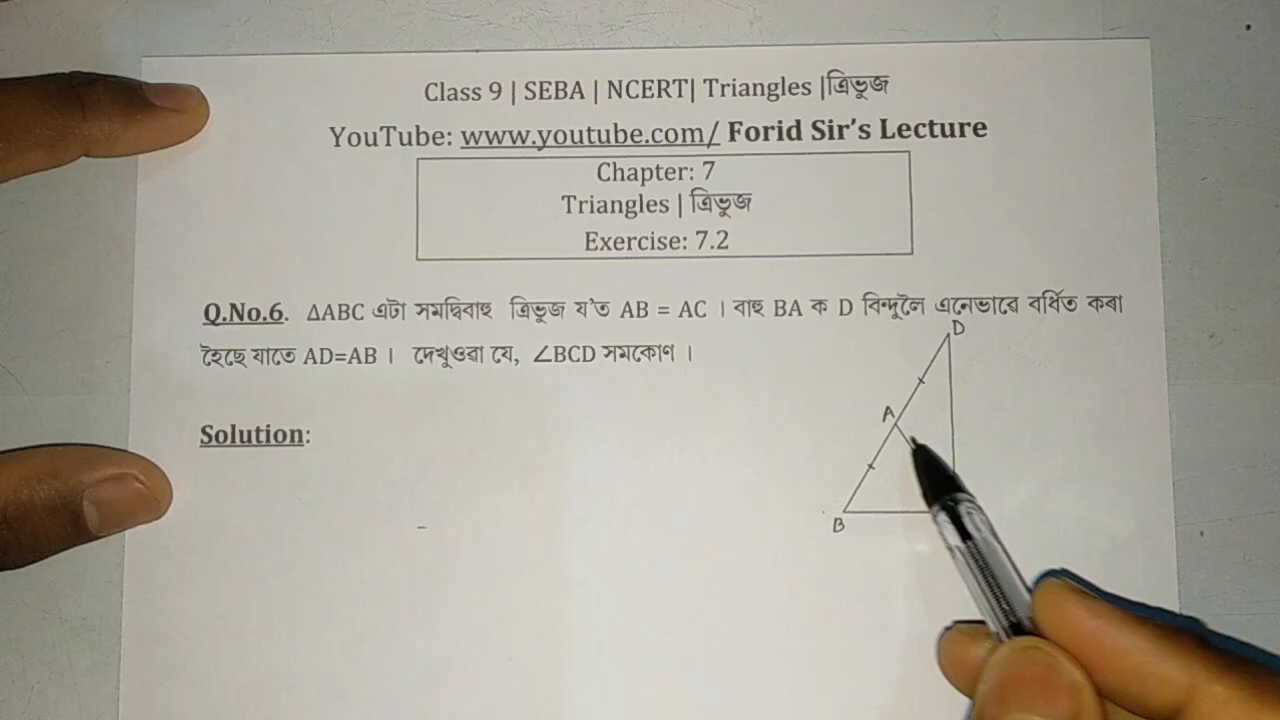 Class 9 | SEBA | NCERT| Triangles |ত্ৰিভূজ
YouTube: www.youtube.com/ Forid Sir's Lecture
Chapter: 7
Triangles | ত্ৰিভূজ
Exercise: 7.2
Q.No.6. ΔABC এটা সমদ্বিবাহু ত্ৰিভূজ য'ত AB = AC । বাহু BA ক D বিন্দুলৈ এনেভাৱে বৰ্ধিত কৰা
হৈছে যাতে AD=AB । দেখুওৱা যে, ∠BCD সমকোণ ।
D
A
Solution:
B